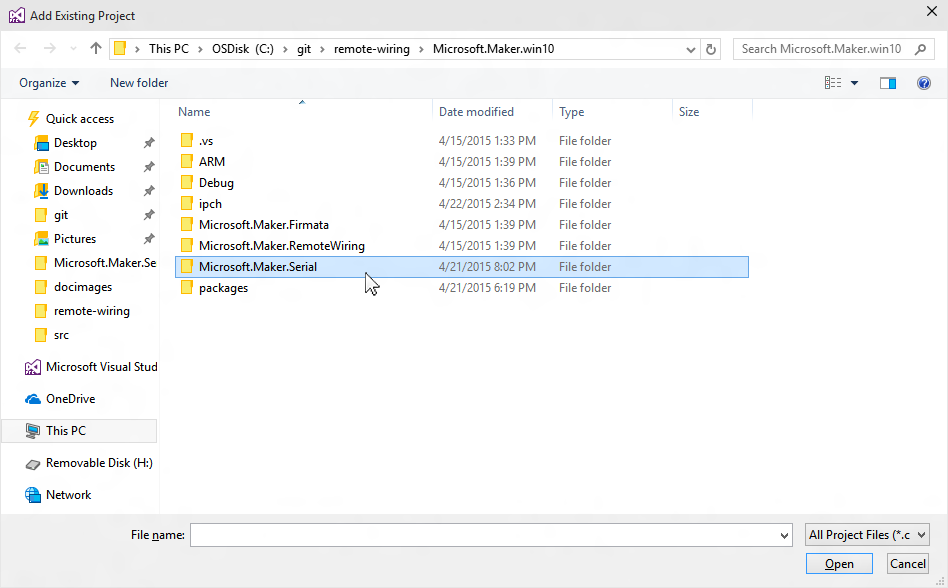 Add Existing Project
This PC > OSDisk (C:) > git > remote-wiring > Microsoft.Maker.win10
Search Microsoft.Maker.win10
Organize
New folder
Name
Date modified
Type
Size
Quick access
Desktop
Documents
Downloads
git
Pictures
Microsoft.Maker.Se
docimages
remote-wiring
src
Microsoft Visual Stud
OneDrive
This PC
Removable Disk (H:)
Network
.vs 4/15/2015 1:33 PM File folder
ARM 4/15/2015 1:39 PM File folder
Debug 4/15/2015 1:36 PM File folder
ipch 4/22/2015 2:34 PM File folder
Microsoft.Maker.Firmata 4/15/2015 1:39 PM File folder
Microsoft.Maker.RemoteWiring 4/15/2015 1:39 PM File folder
Microsoft.Maker.Serial 4/21/2015 8:02 PM File folder
packages 4/21/2015 6:19 PM File folder
File name:
All Project Files (*.c
Open
Cancel